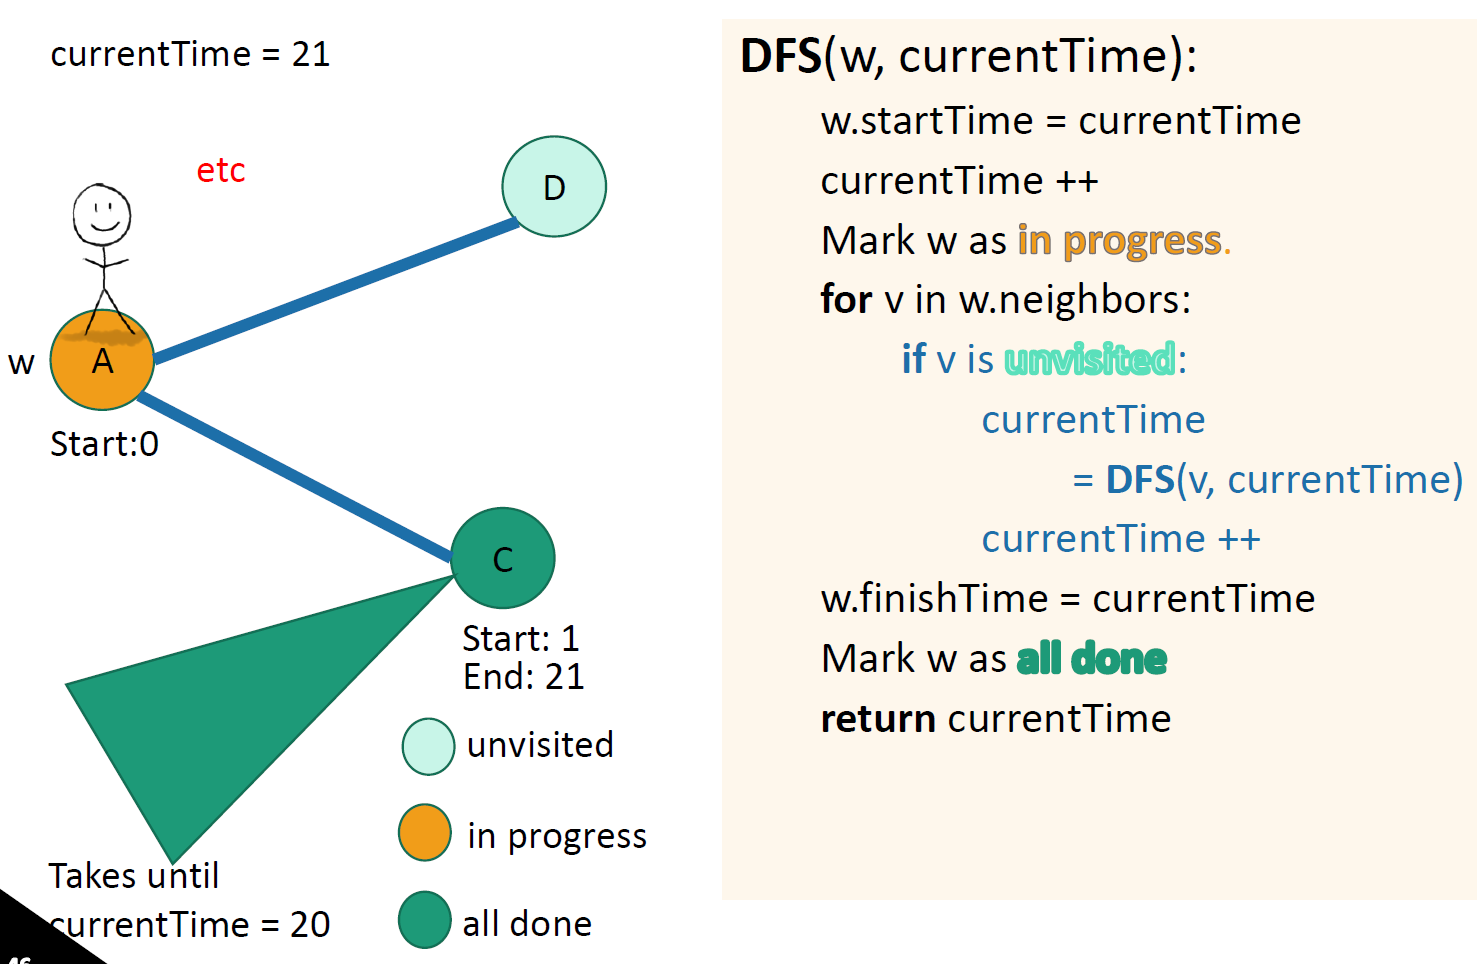 currentTime = 21
etc
D
w
A
Start:0
C
Start: 1
End: 21
unvisited
in progress
Takes until
currentTime = 20
all done
DFS(w, currentTime):
w.startTime = currentTime
currentTime ++
Mark w as in progress.
for v in w.neighbors:
if v is unvisited:
currentTime
= DFS(v, currentTime)
currentTime ++
w.finishTime = currentTime
Mark w as all done
return currentTime